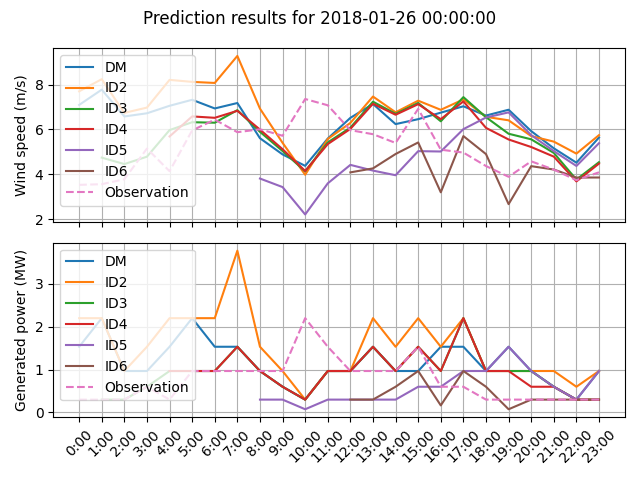 Prediction results for 2018-01-26 00:00:00
Wind speed (m/s)
8
6
4
2
DM
ID2
ID3
ID4
ID5
ID6
Observation
Generated power (MW)
3
2
1
0
DM
ID2
ID3
ID4
ID5
ID6
Observation
0:00 1:00 2:00 3:00 4:00 5:00 6:00 7:00 8:00 9:00 10:00 11:00 12:00 13:00 14:00 15:00 16:00 17:00 18:00 19:00 20:00 21:00 22:00 23:00